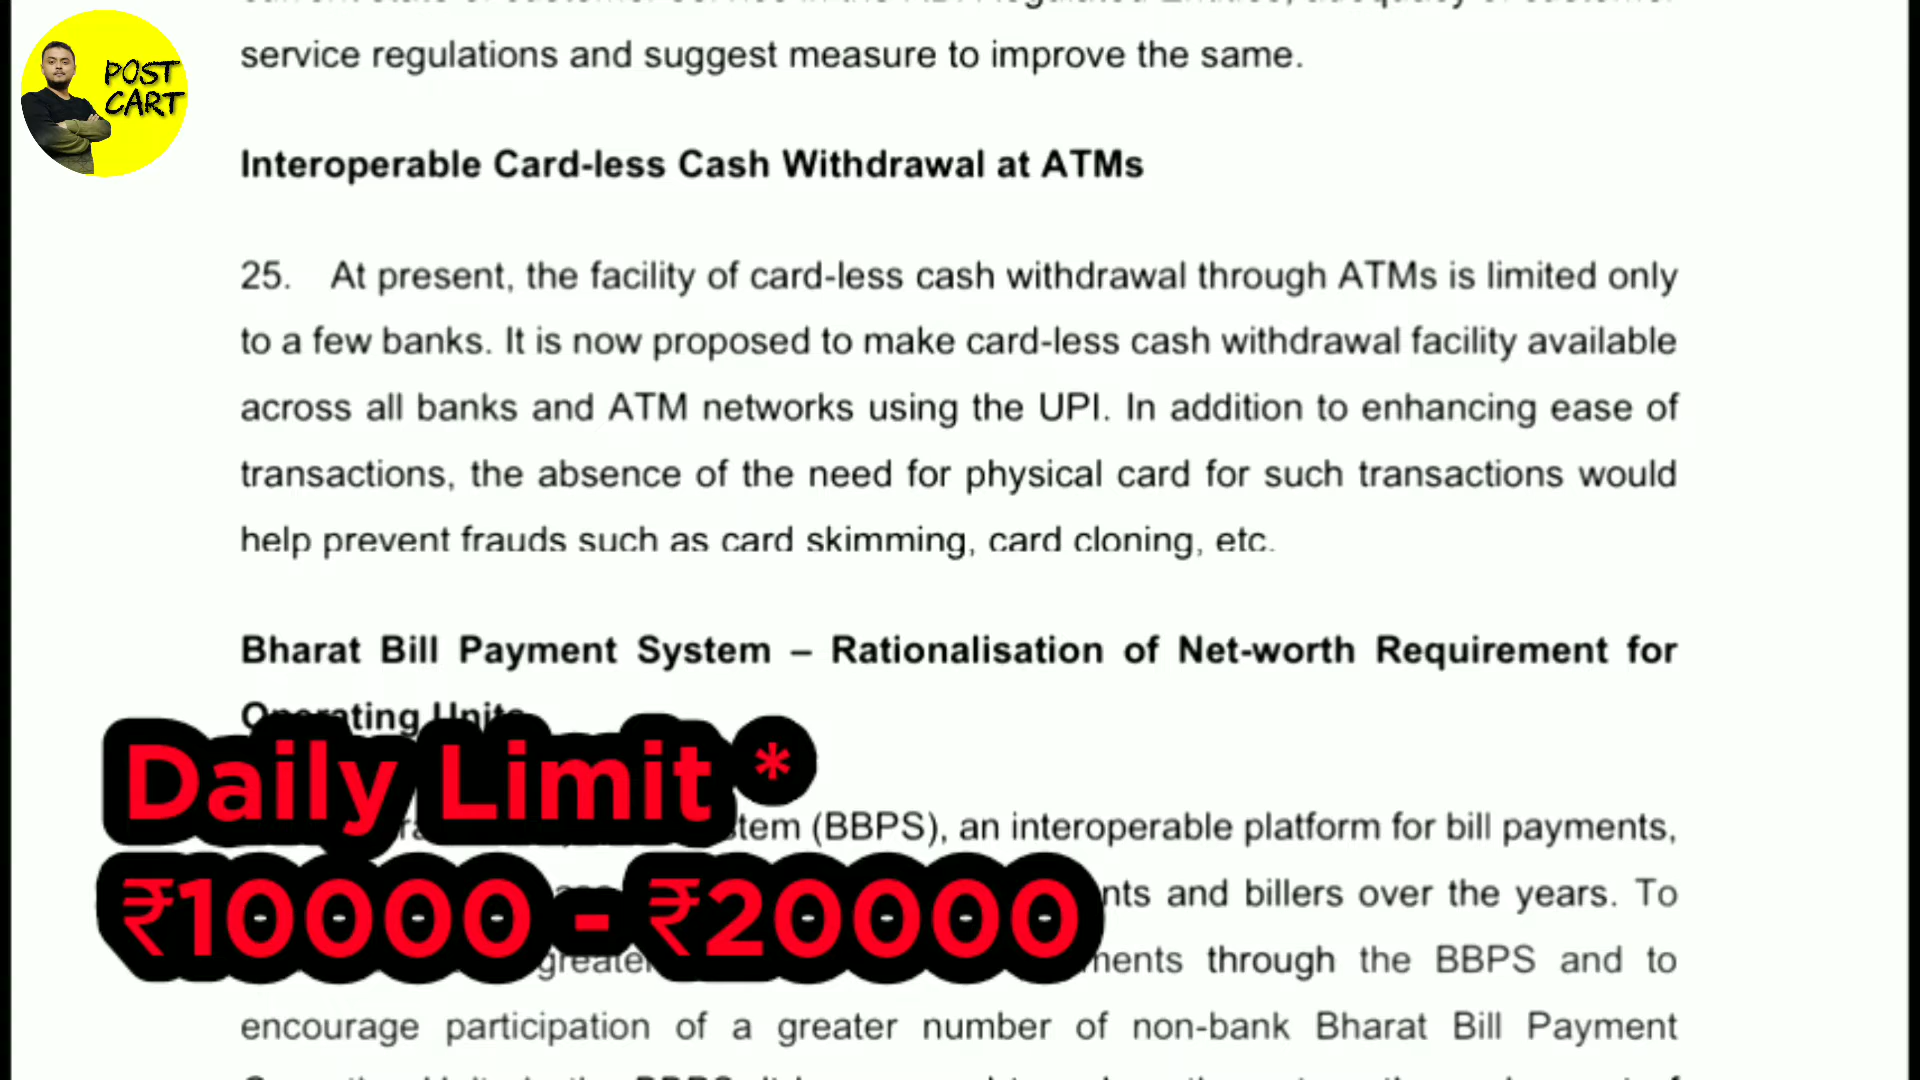 POST
CART
service regulations and suggest measure to improve the same.
Interoperable Card-less Cash Withdrawal at ATMs
25. At present, the facility of card-less cash withdrawal through ATMs is limited only
to a few banks. It is now proposed to make card-less cash withdrawal facility available
across all banks and ATM networks using the UPI. In addition to enhancing ease of
transactions, the absence of the need for physical card for such transactions would
help prevent frauds such as card skimming, card cloning, etc.
Bharat Bill Payment System – Rationalisation of Net-worth Requirement for
Operating Units
Daily Limit *
(BBPS), an interoperable platform for bill payments,
₹10000 - ₹20000
and billers over the years. To
through the BBPS and to
encourage participation of a greater number of non-bank Bharat Bill Payment